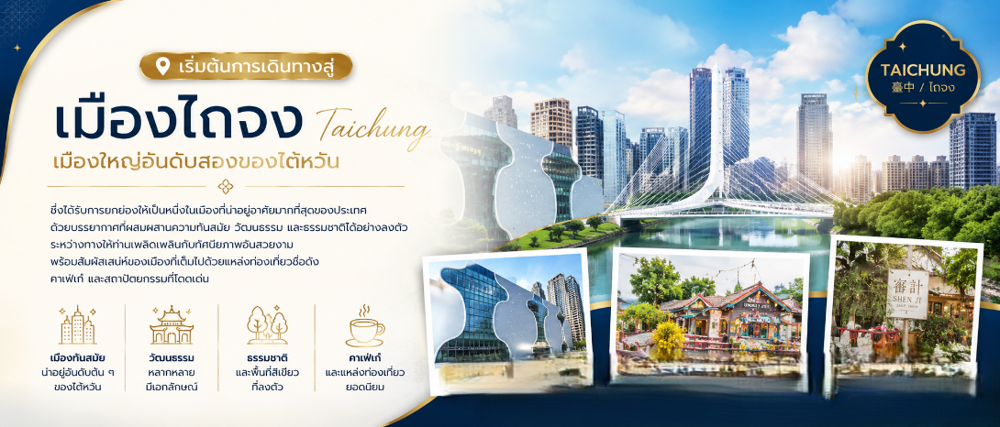 เริ่มต้นการเดินทางสู่
เมืองไถจง Taichung
เมืองใหญ่อันดับสองของไต้หวัน
ซึ่งได้รับการยกย่องให้เป็นหนึ่งในเมืองที่น่าอยู่อาศัยมากที่สุดของประเทศ
ด้วยบรรยากาศที่ผสมผสานความทันสมัย วัฒนธรรม และธรรมชาติได้อย่างลงตัว
ระหว่างทางให้ท่านเพลิดเพลินกับทัศนียภาพอันสวยงาม
พร้อมสัมผัสเสน่ห์ของเมืองที่เต็มไปด้วยแหล่งท่องเที่ยวชื่อดัง
คาเฟ่เก๋ และสถาปัตยกรรมที่โดดเด่น
เมืองทันสมัย
น่าอยู่อันดับต้น ๆ
ของไต้หวัน
วัฒนธรรม
หลากหลาย
มีเอกลักษณ์
ธรรมชาติ
และพื้นที่สีเขียว
ที่ลงตัว
คาเฟ่เก๋
และแหล่งท่องเที่ยว
ยอดนิยม
TAICHUNG
臺中 / ไถจง
審計
SHEN JI